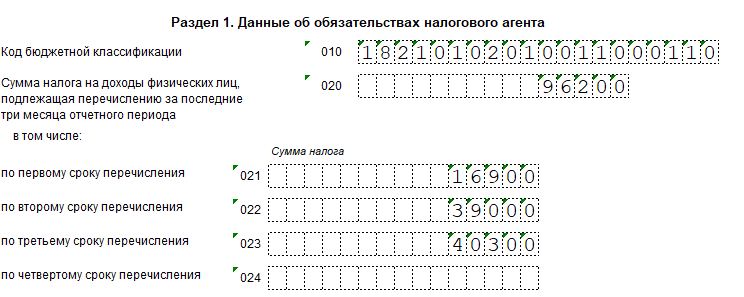 Раздел 1. Данные об обязательствах налогового агента
Код бюджетной классификации 010 18210102010011000110
Сумма налога на доходы физических лиц,
подлежащая перечислению за последние 020 96200
три месяца отчетного периода
в том числе:
Сумма налога
по первому сроку перечисления 021 16900
по второму сроку перечисления 022 39000
по третьему сроку перечисления 023 40300
по четвертому сроку перечисления 024